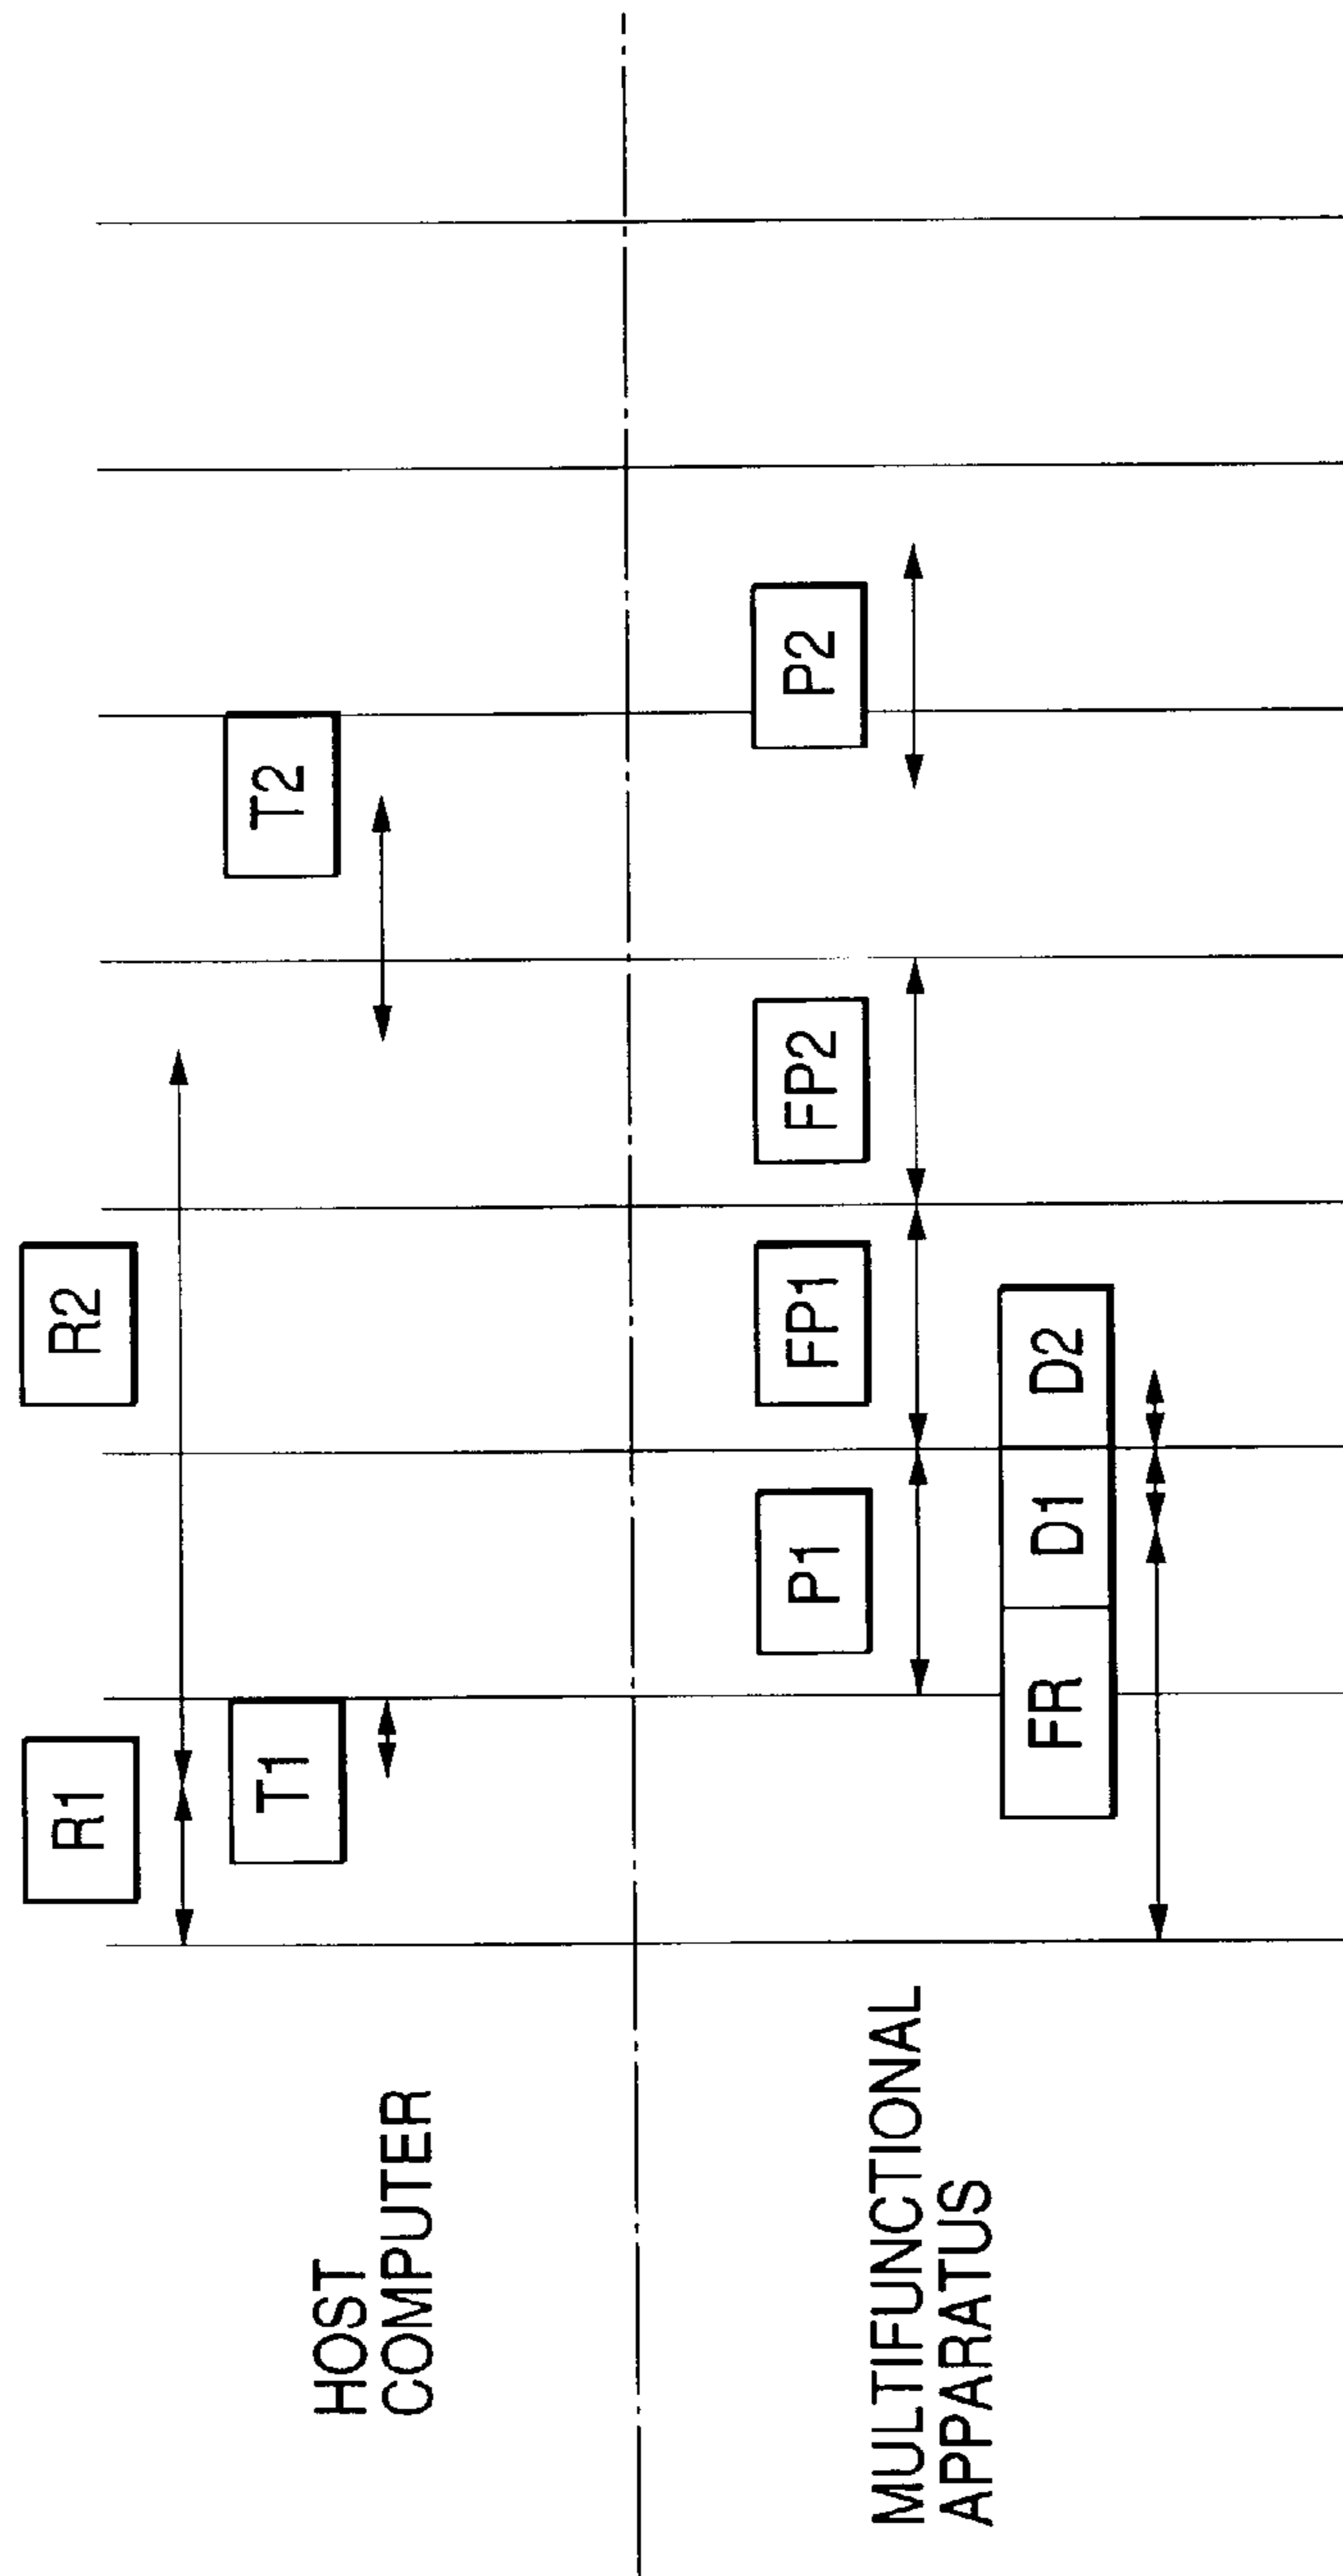 R1
R2
HOST
COMPUTER
T1
T2
MULTIFUNCTIONAL
APPARATUS
P1
FP1
FP2
P2
FR
D1
D2